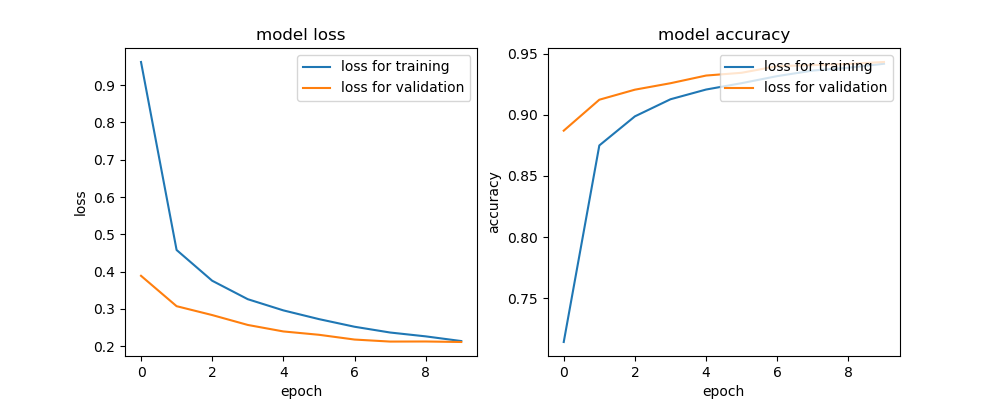 model loss
loss for training
loss for validation
0.9
0.8
0.7
0.6
0.5
0.4
0.3
0.2
loss
0
2
4
6
8
epoch
model accuracy
loss for training
loss for validation
0.95
0.90
0.85
0.80
0.75
accuracy
0
2
4
6
8
epoch